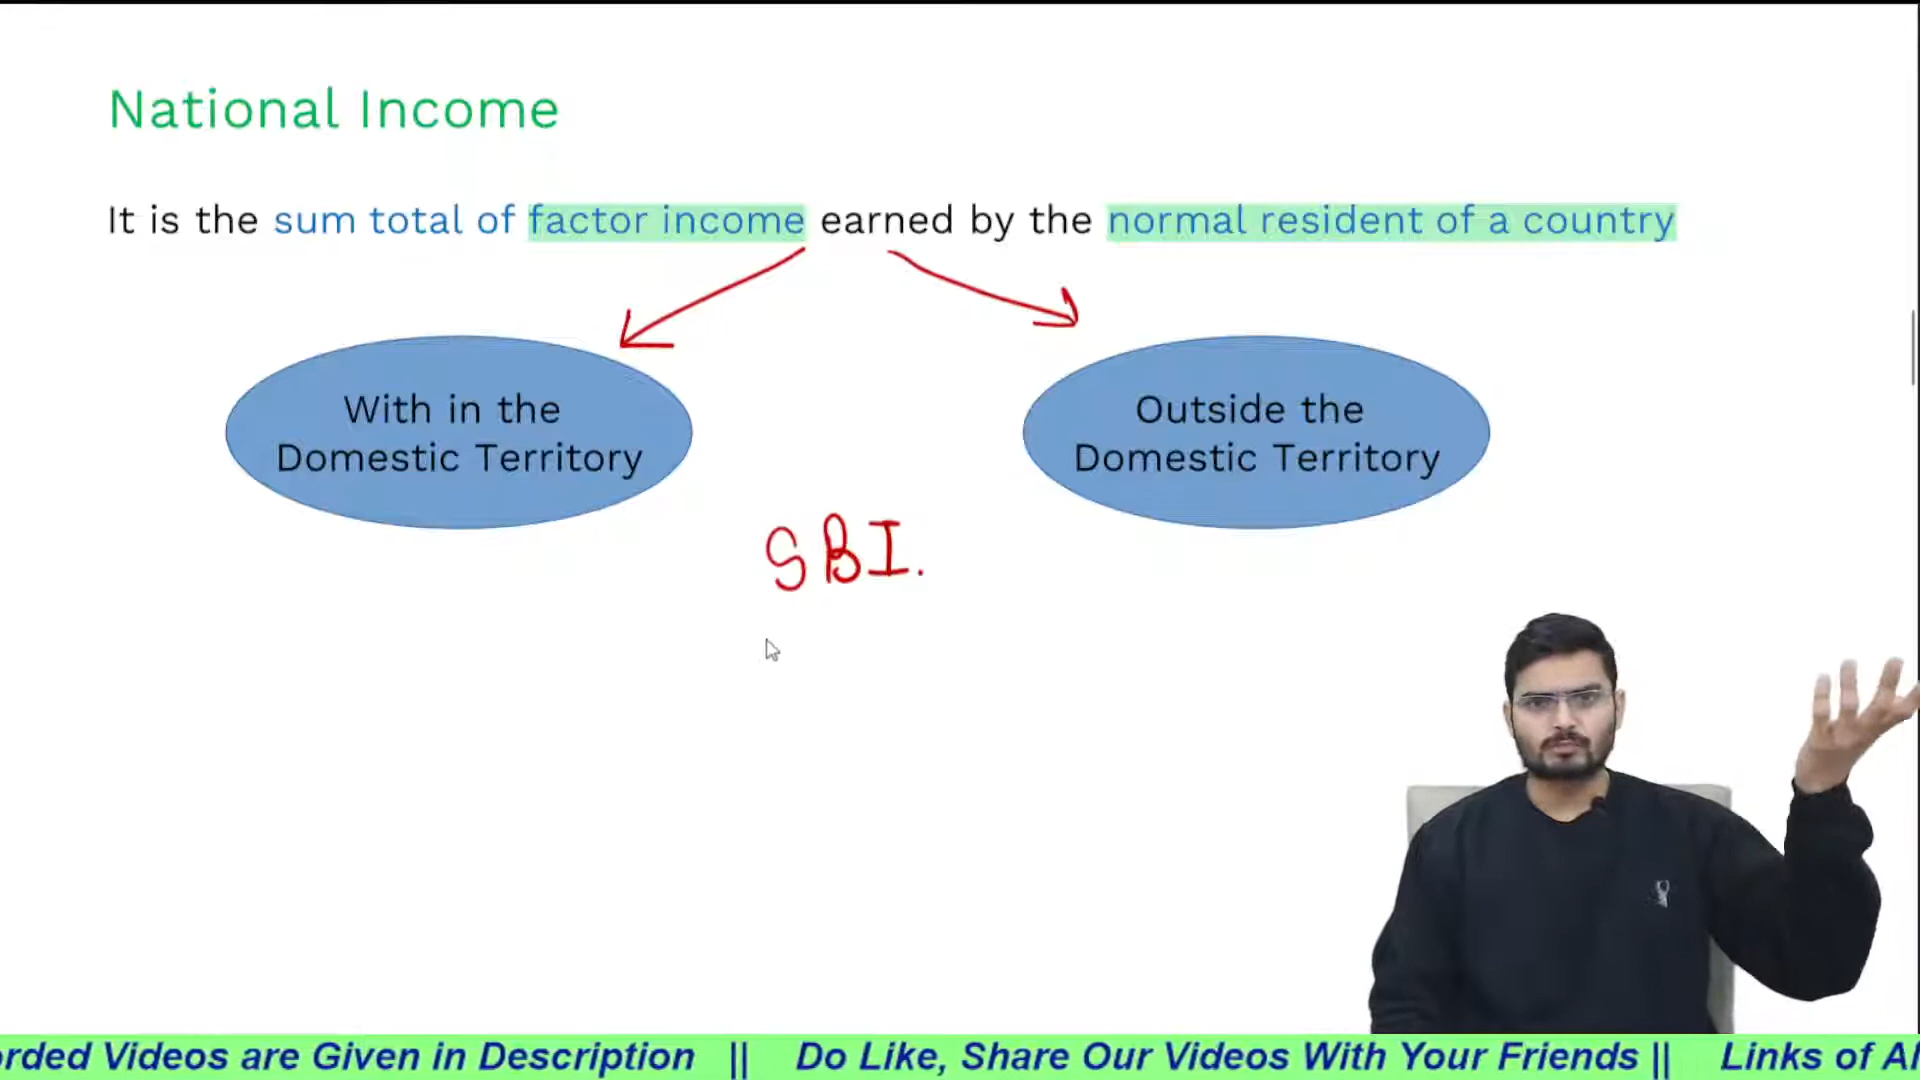 National Income
It is the sum total of factor income earned by the normal resident of a country
With in the
Domestic Territory
Outside the
Domestic Territory
SBI.
orded Videos are Given in Description || Do Like, Share Our Videos With Your Friends || Links of Al